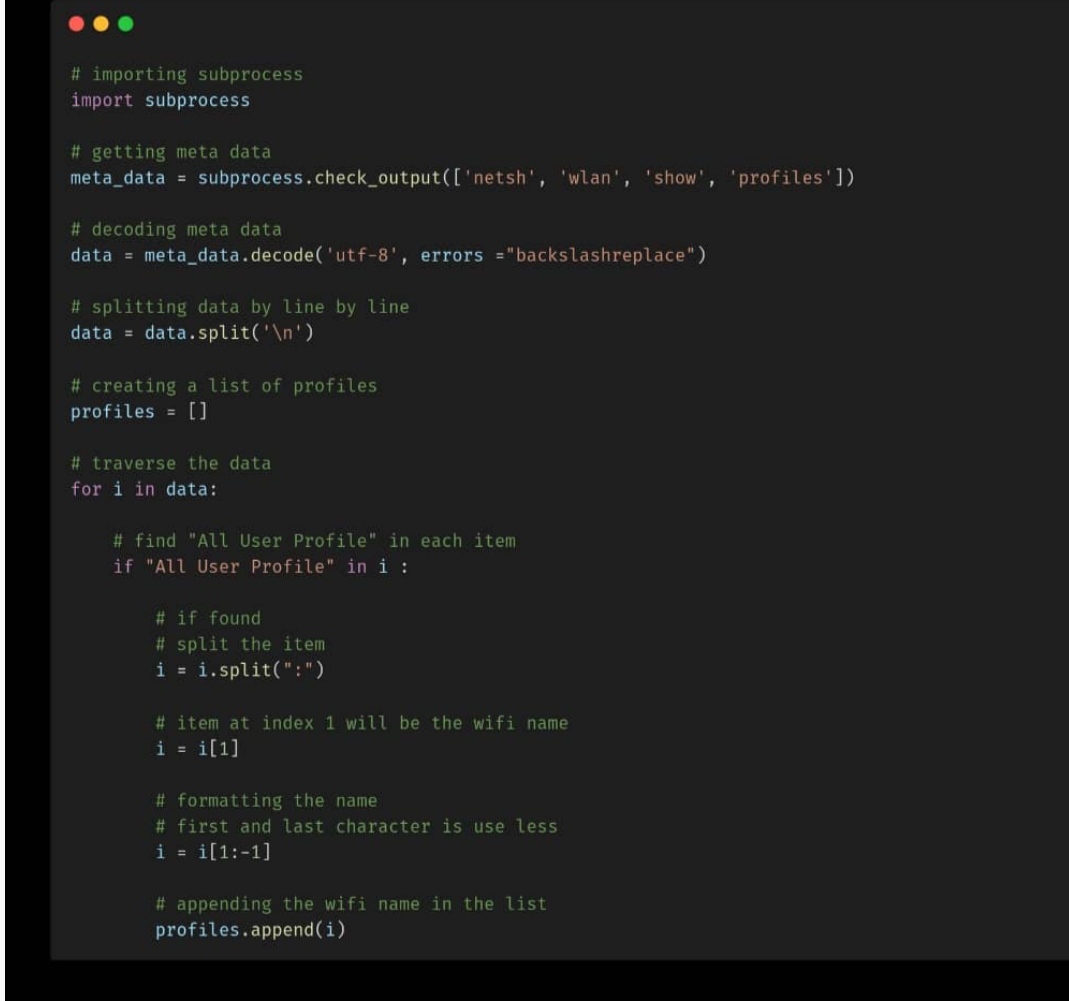 # importing subprocess
import subprocess
# getting meta data
meta_data = subprocess.check_output(['netsh', 'wlan', 'show', 'profiles'])
# decoding meta data
data = meta_data.decode('utf-8', errors ="backslashreplace")
# splitting data by line by line
data = data.split('\n')
# creating a list of profiles
profiles = []
# traverse the data
for i in data:
    # find "All User Profile" in each item
    if "All User Profile" in i :
        # if found
        # split the item
        i = i.split(":")
        # item at index 1 will be the wifi name
        i = i[1]
        # formatting the name
        # first and last character is use less
        i = i[1:-1]
        # appending the wifi name in the list
        profiles.append(i)